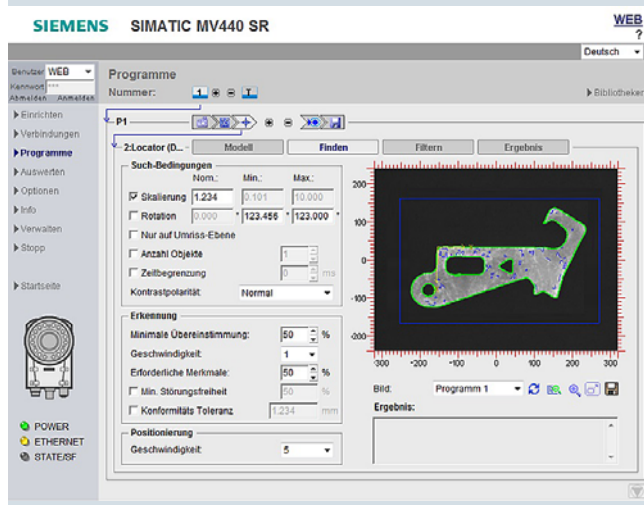 SIEMENS SIMATIC MV440 SR
WEB
?
Deutsch
Benutzer WEB
Kennwort ***
Abmelden Anmelden
Programme
Nummer: 1
Bibliotheken
Einrichten
Verbindungen
Programme
Auswerten
Optionen
Info
Verwalten
Stopp
Startseite
POWER
ETHERNET
STATE/SF
P1
2:Locator (D... Modell Finden Filtern Ergebnis
Such-Bedingungen
Nom.: Min.: Max.:
Skalierung 1.234 0.101 10.000
Rotation 0.000 ° 123.456 ° 123.000 °
Nur auf Umriss-Ebene
Anzahl Objekte 1
Zeitbegrenzung 0 ms
Kontrastpolarität: Normal
Erkennung
Minimale Übereinstimmung: 50 %
Geschwindigkeit: 1
Erforderliche Merkmale: 50 %
Min. Störungsfreiheit 50 %
Konformitäts Toleranz 1.234 mm
Positionierung
Geschwindigkeit: 5
200
100
0
-100
-200
-300 -200 -100 0 100 200 300
Bild: Programm 1
Ergebnis: